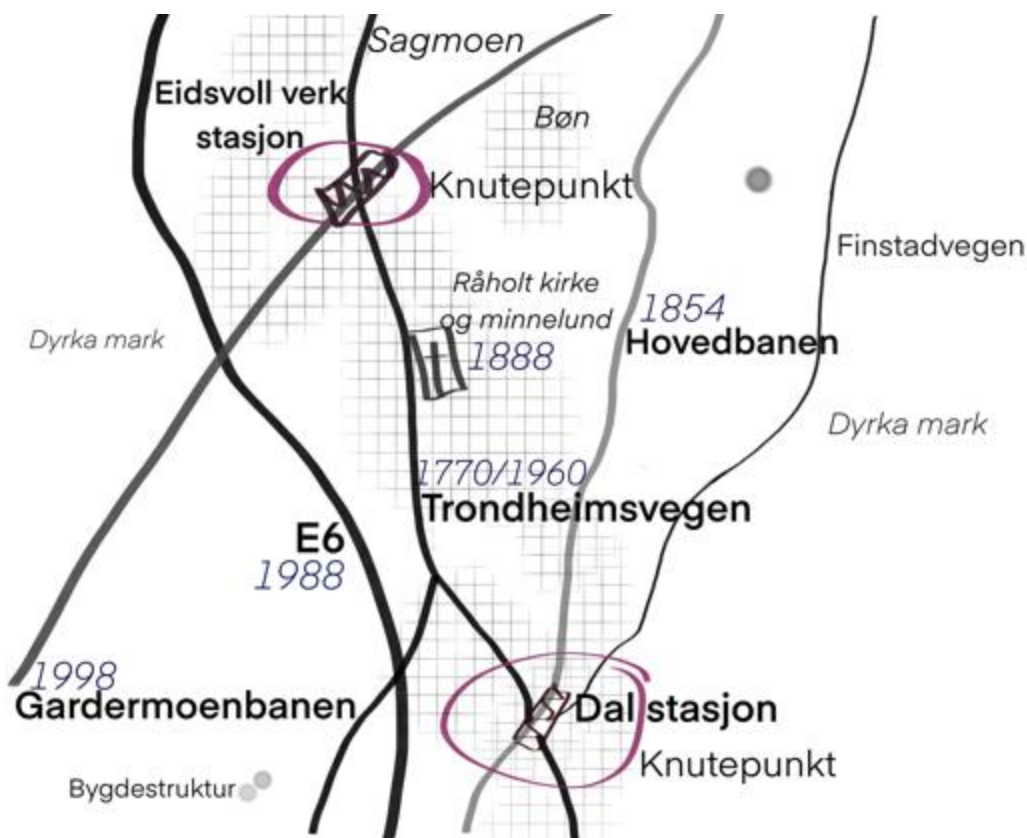 Sagmoen
Eidsvoll verk
stasjon
Bøn
Knutepunkt
Finstadvegen
Råholt kirke
og minnelund
1888
1854
Hovedbanen
Dyrka mark
Dyrka mark
1770/1960
Trondheimsvegen
E6
1988
1998
Gardermoenbanen
Dal stasjon
Knutepunkt
Bygdestruktur